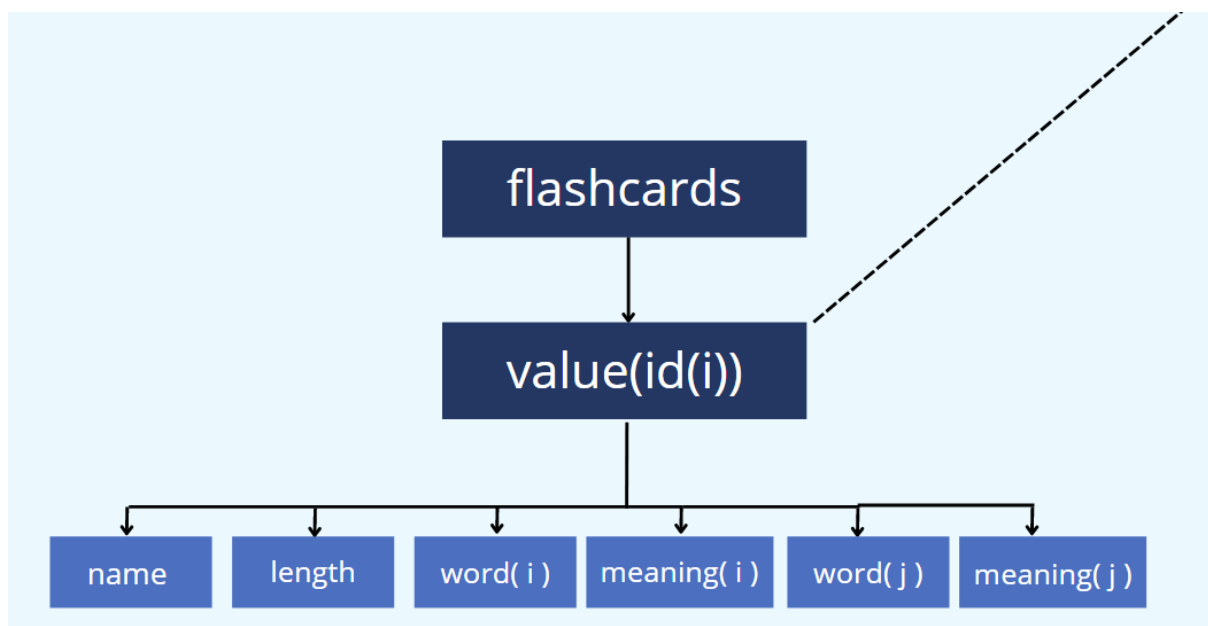 flashcards
value(id(i))
name
length
word( i )
meaning( i )
word( j )
meaning( j )